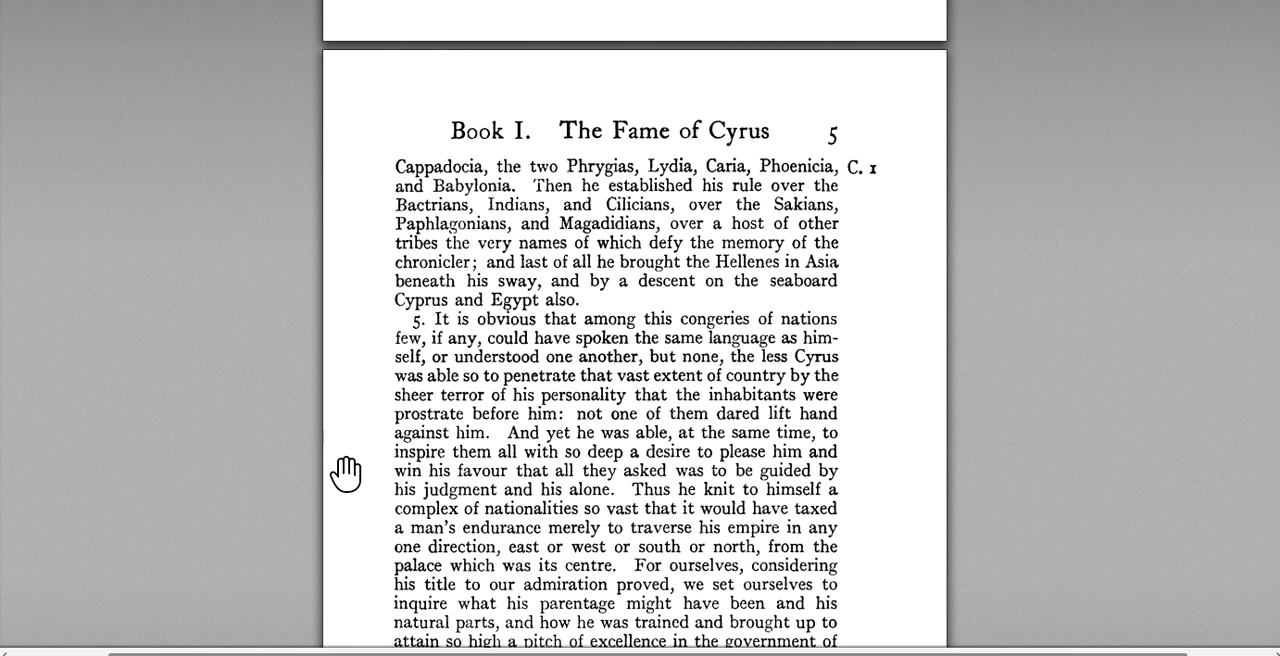 Book I. The Fame of Cyrus 5
Cappadocia, the two Phrygias, Lydia, Caria, Phoenicia, C. 1
and Babylonia. Then he established his rule over the
Bactrians, Indians, and Cilicians, over the Sakians,
Paphlagonians, and Magadidians, over a host of other
tribes the very names of which defy the memory of the
chronicler; and last of all he brought the Hellenes in Asia
beneath his sway, and by a descent on the seaboard
Cyprus and Egypt also.
5. It is obvious that among this congeries of nations
few, if any, could have spoken the same language as him-
self, or understood one another, but none, the less Cyrus
was able so to penetrate that vast extent of country by the
sheer terror of his personality that the inhabitants were
prostrate before him: not one of them dared lift hand
against him. And yet he was able, at the same time, to
inspire them all with so deep a desire to please him and
win his favour that all they asked was to be guided by
his judgment and his alone. Thus he knit to himself a
complex of nationalities so vast that it would have taxed
a man's endurance merely to traverse his empire in any
one direction, east or west or south or north, from the
palace which was its centre. For ourselves, considering
his title to our admiration proved, we set ourselves to
inquire what his parentage might have been and his
natural parts, and how he was trained and brought up to
attain so high a pitch of excellence in the government of